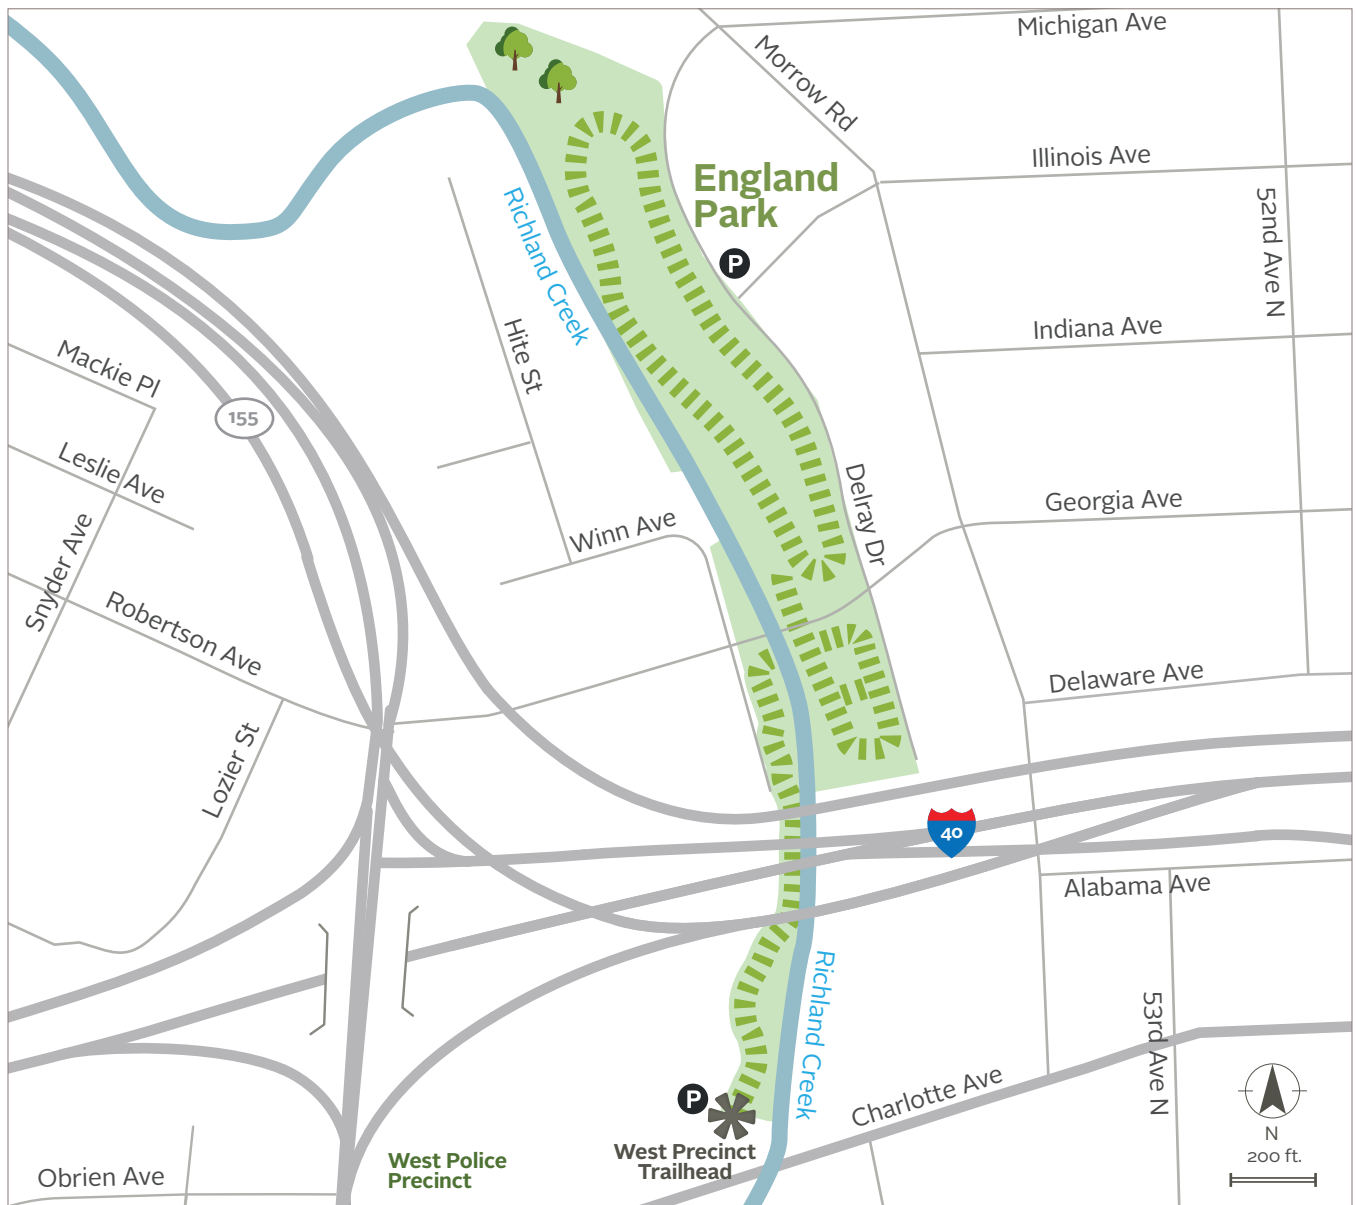 Michigan Ave
Morrow Rd
Illinois Ave
England
Park
P
52nd Ave N
Richland Creek
Hite St
Indiana Ave
Mackie Pl
155
Leslie Ave
Delray Dr
Georgia Ave
Winn Ave
Snyder Ave
Robertson Ave
Delaware Ave
Lozier St
40
Alabama Ave
Richland Creek
53rd Ave N
P
Charlotte Ave
N
200 ft.
West Precinct
Trailhead
West Police
Precinct
Obrien Ave